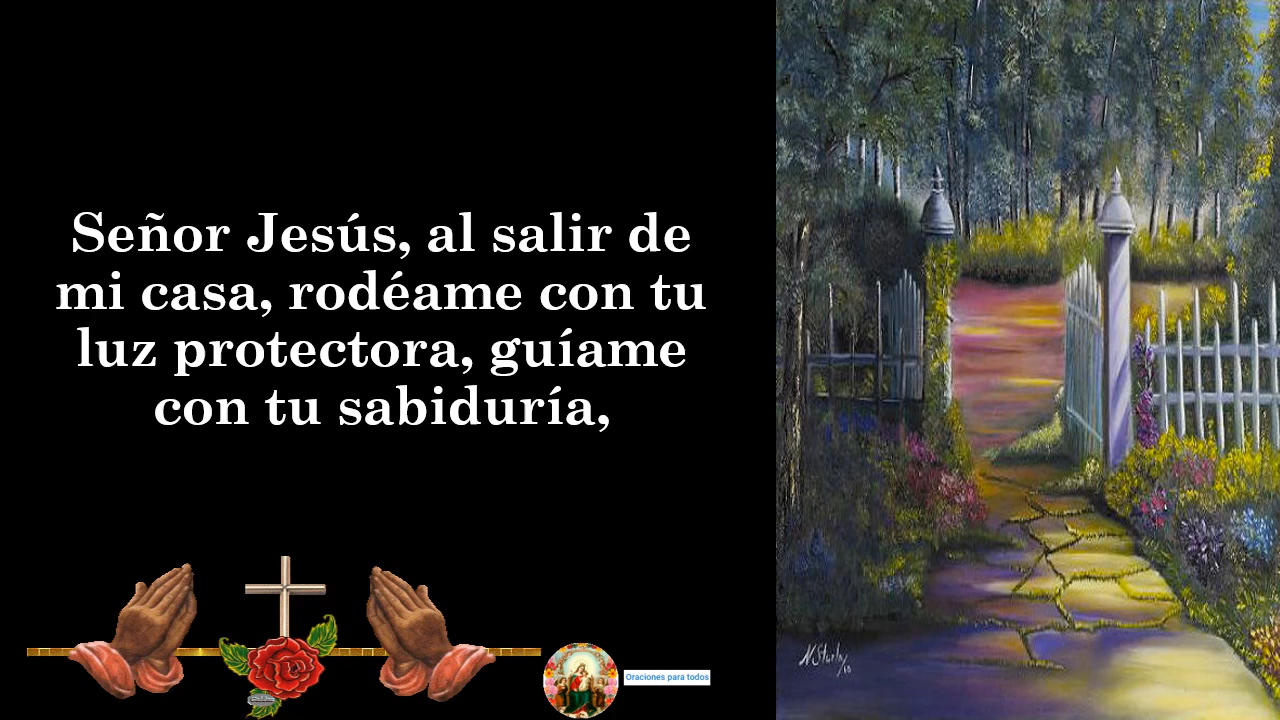 Señor Jesús, al salir de
mi casa, rodéame con tu
luz protectora, guíame
con tu sabiduría,
Oraciones para todos